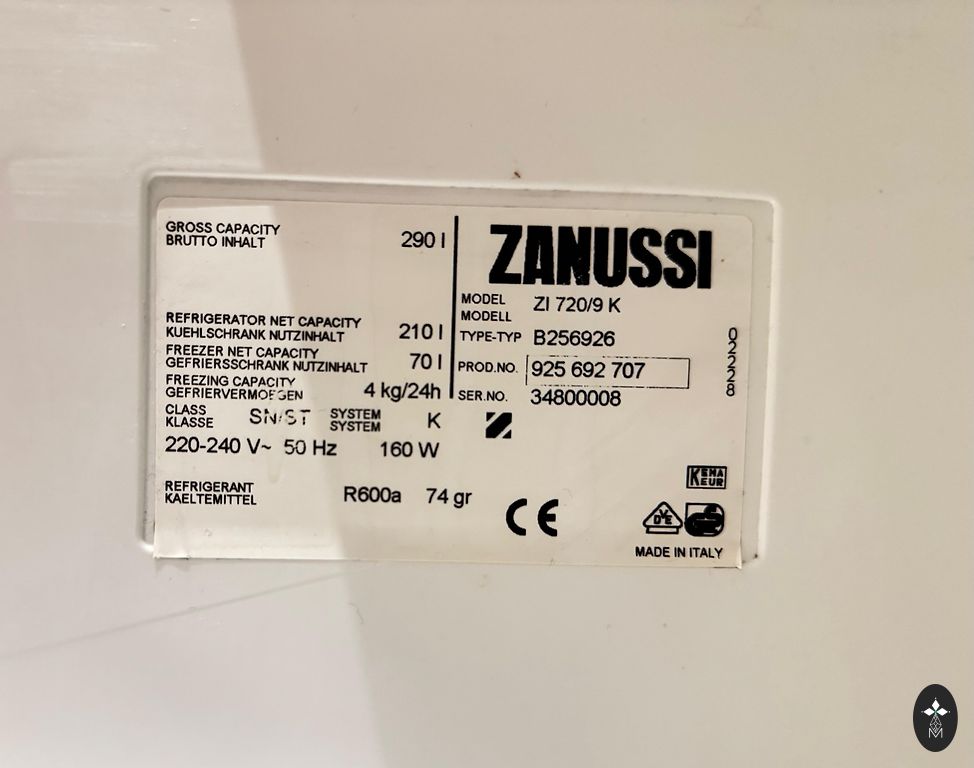 GROSS CAPACITY
BRUTTO INHALT
290 l
REFRIGERATOR NET CAPACITY
KUEHLSCHRANK NUTZINHALT
210 l
FREEZER NET CAPACITY
GEFRIERSSCHRANK NUTZINHALT
70 l
FREEZING CAPACITY
GEFRIERVERMOEGEN
4 kg/24h
CLASS
KLASSE
SN/ST
SYSTEM
SYSTEM
K
220-240 V~ 50 Hz 160 W
REFRIGERANT
KAELTEMITTEL
R600a 74 gr
ZANUSSI
MODEL
MODELL
ZI 720/9 K
TYPE-TYP B256926
PROD.NO. 925 692 707
SER.NO. 34800008
02228
KEMA
KEUR
CE
DVE
MADE IN ITALY
M